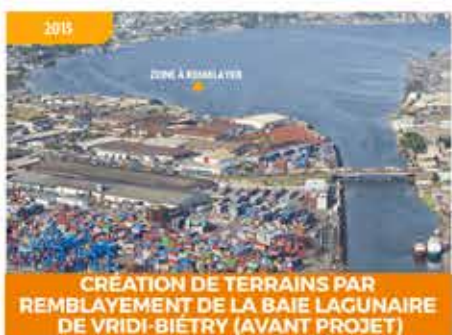 2015
ZONE À REMBLAYER
CRÉATION DE TERRAINS PAR
REMBLAYEMENT DE LA BAIE LAGUNAIRE
DE VRIDI-BIÉTRY (AVANT PROJET)